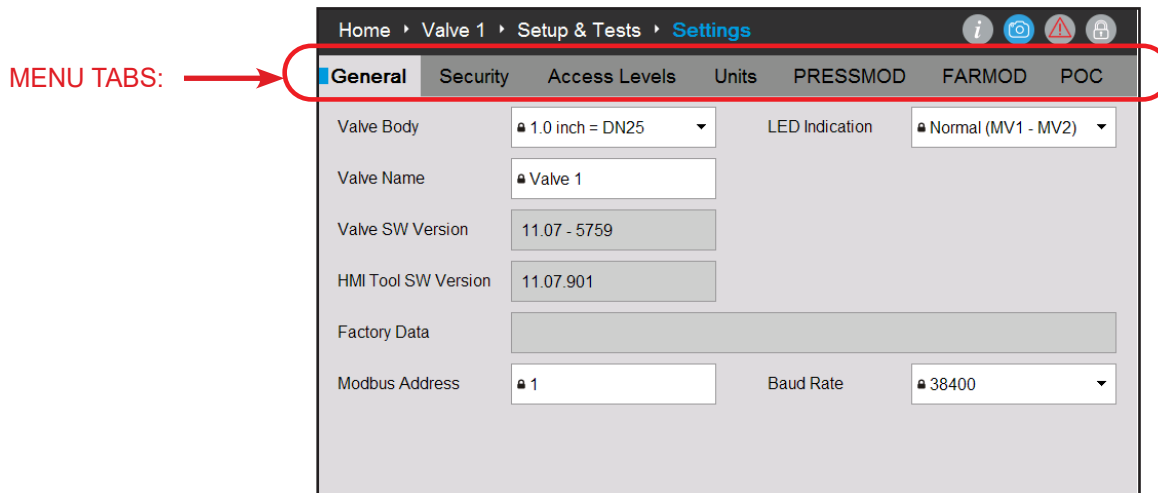 Home ‣ Valve 1 ‣ Setup & Tests ‣ Settings
MENU TABS:
General Security Access Levels Units PRESSMOD FARMOD POC
Valve Body 1.0 inch = DN25 LED Indication Normal (MV1 - MV2)
Valve Name Valve 1
Valve SW Version 11.07 - 5759
HMI Tool SW Version 11.07.901
Factory Data
Modbus Address 1 Baud Rate 38400